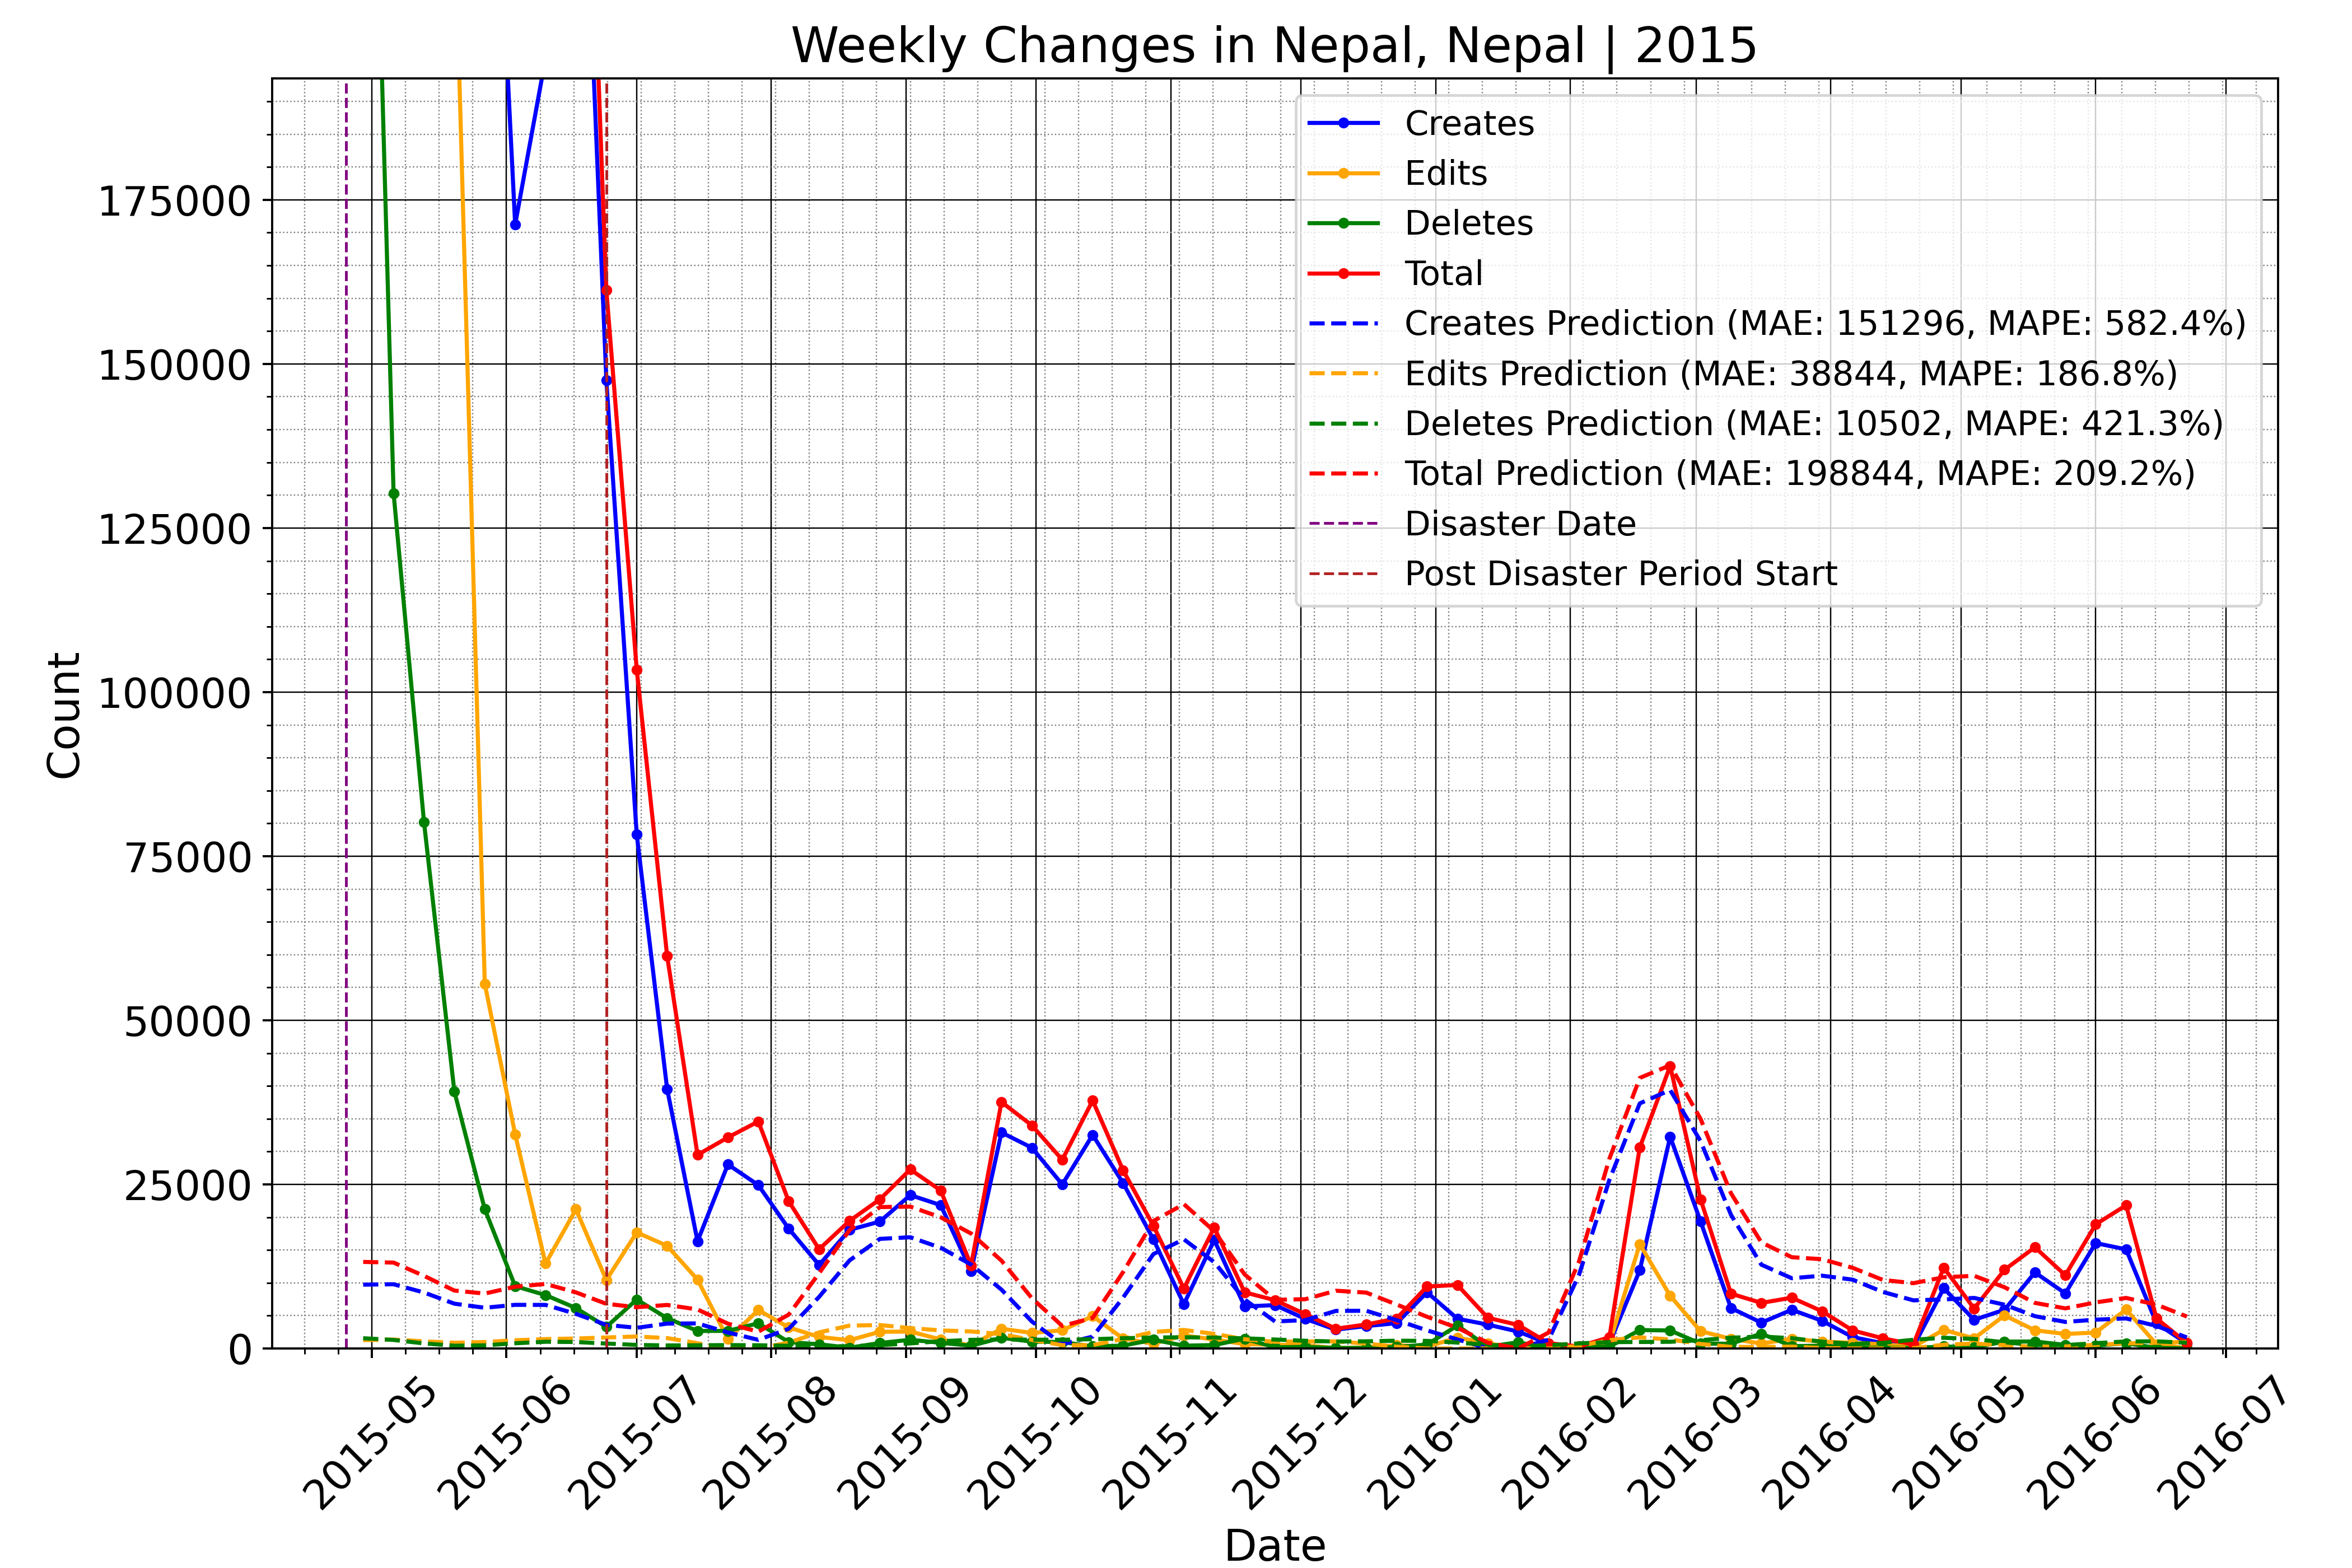 Weekly Changes in Nepal, Nepal | 2015
Creates
Edits
Deletes
Total
Creates Prediction (MAE: 151296, MAPE: 582.4%)
Edits Prediction (MAE: 38844, MAPE: 186.8%)
Deletes Prediction (MAE: 10502, MAPE: 421.3%)
Total Prediction (MAE: 198844, MAPE: 209.2%)
Disaster Date
Post Disaster Period Start
Count
175000
150000
125000
100000
75000
50000
25000
0
2015-05
2015-06
2015-07
2015-08
2015-09
2015-10
2015-11
2015-12
2016-01
2016-02
2016-03
2016-04
2016-05
2016-06
2016-07
Date